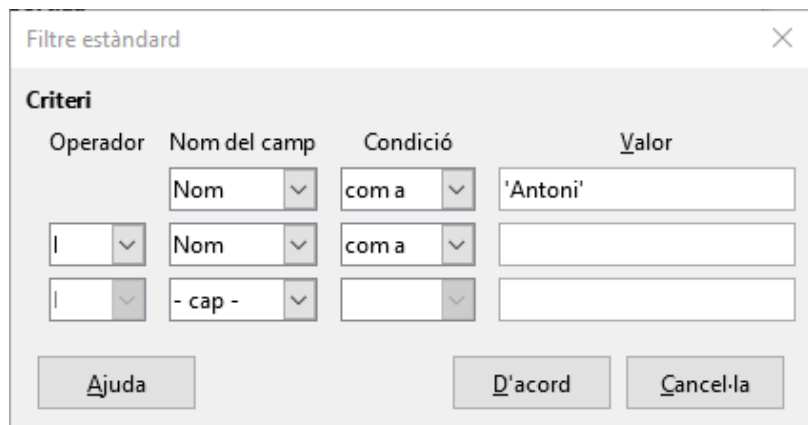 Filtre estàndard
Criteri
Operador Nom del camp Condició Valor
Nom com a 'Antoni'
I Nom com a
I - cap -
Ajuda D'acord Cancel·la